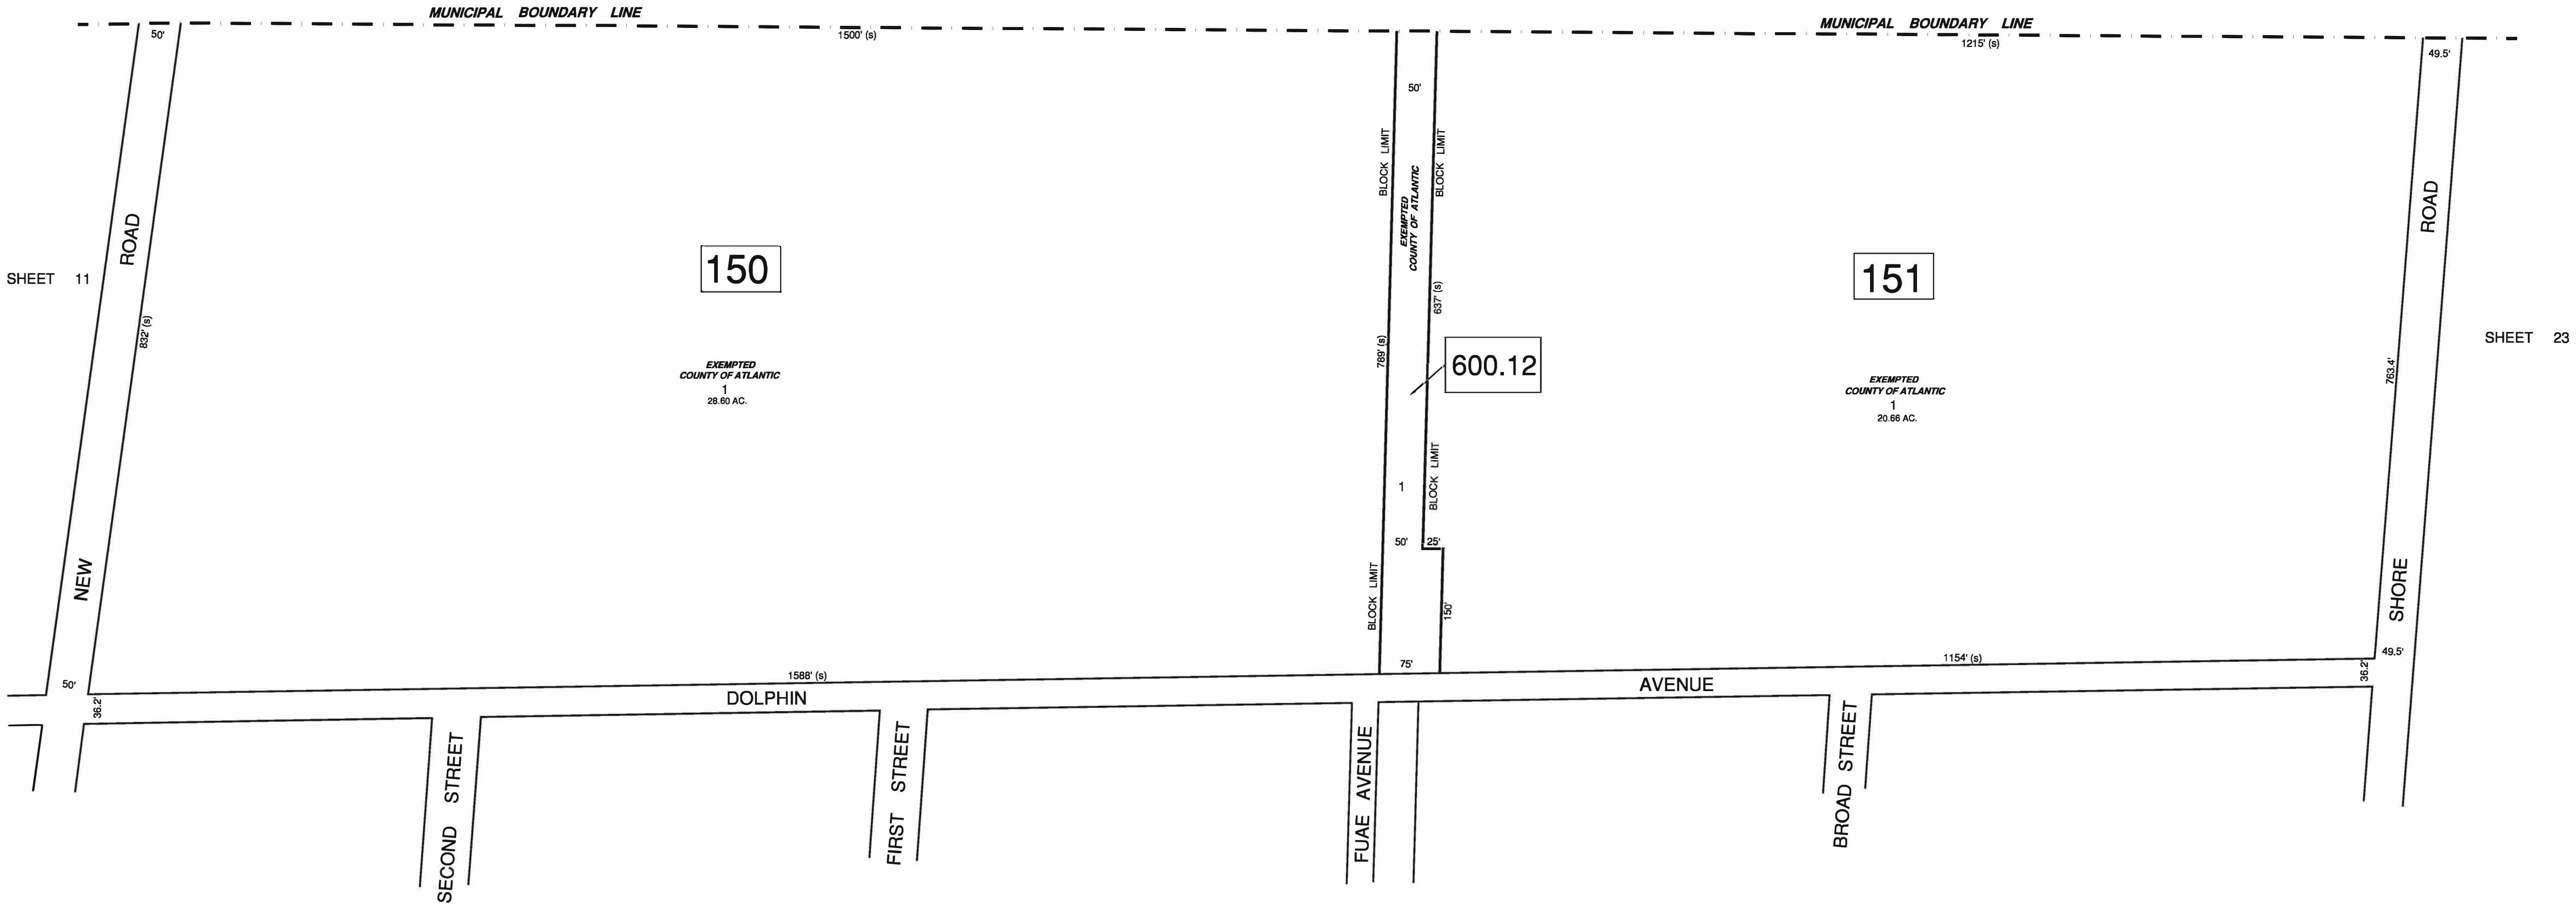 MUNICIPAL BOUNDARY LINE
MUNICIPAL BOUNDARY LINE
50'
1500' (s)
1215' (s)
49.5'
50'
BLOCK LIMIT
BLOCK LIMIT
EXEMPTED
COUNTY OF ATLANTIC
ROAD
ROAD
SHEET 11
150
151
637' (s)
832' (s)
789' (s)
600.12
763.4'
SHEET 23
EXEMPTED
COUNTY OF ATLANTIC
1
28.60 AC.
EXEMPTED
COUNTY OF ATLANTIC
1
20.66 AC.
BLOCK LIMIT
1
50'
25'
NEW
BLOCK LIMIT
150'
SHORE
75'
1154' (s)
49.5'
36.2'
50'
1588' (s)
36.2'
DOLPHIN
AVENUE
SECOND STREET
FIRST STREET
FUAE AVENUE
BROAD STREET